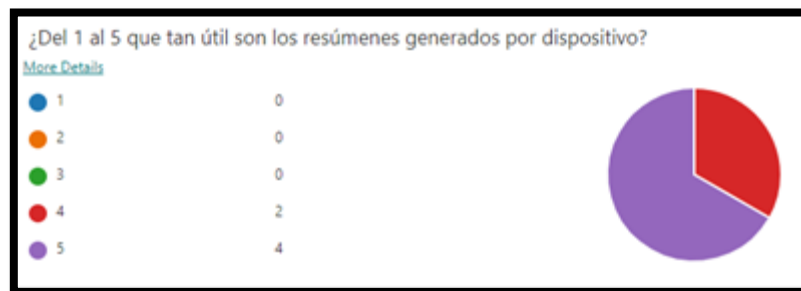 ¿Del 1 al 5 que tan útil son los resúmenes generados por dispositivo?
More Details
1 0
2 0
3 0
4 2
5 4